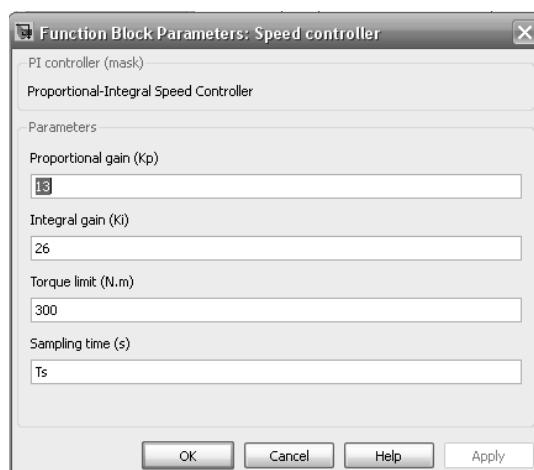 Function Block Parameters: Speed controller
PI controller (mask)
Proportional-Integral Speed Controller
Parameters
Proportional gain (Kp)
13
Integral gain (Ki)
26
Torque limit (N.m)
300
Sampling time (s)
Ts
OK Cancel Help Apply